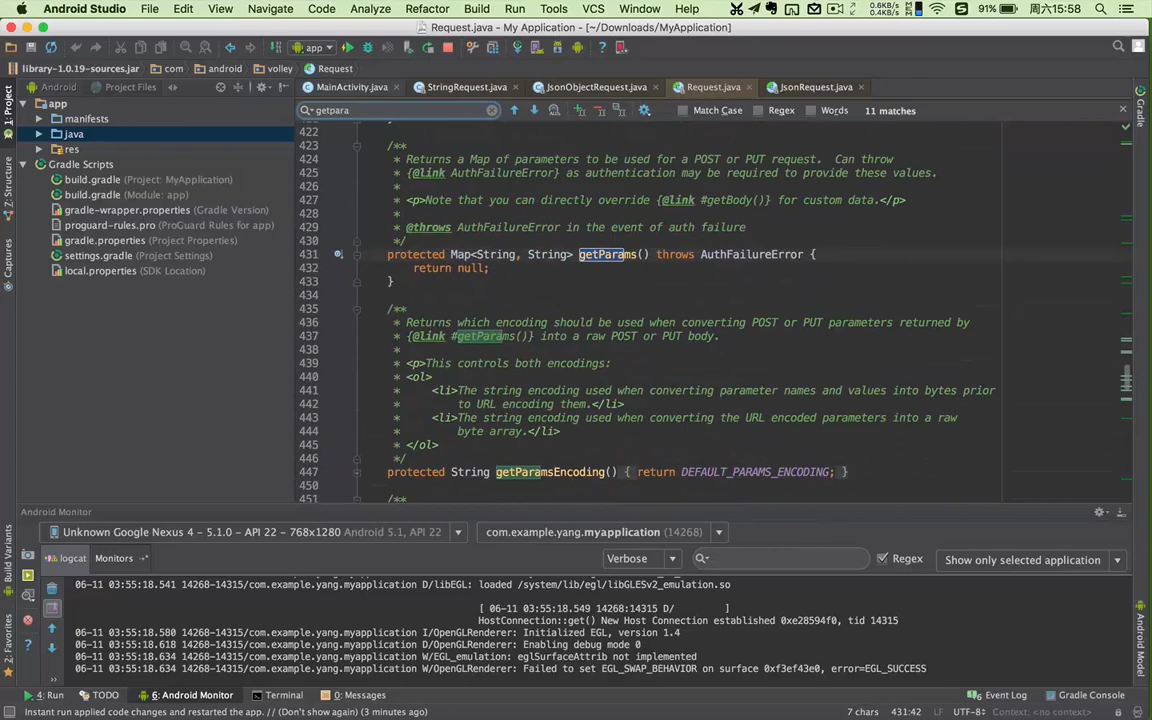 Android Studio File Edit View Navigate Code Analyze Refactor Build Run Tools VCS Window Help 0.6KB/s 0.4KB/s 91% 周六15:58
Request.java - My Application - [~/Downloads/MyApplication]
app
library-1.0.19-sources.jar com android volley Request
Android Project Files MainActivity.java StringRequest.java JsonObjectRequest.java Request.java JsonRequest.java
getpara Match Case Regex Words 11 matches
1: Project
7: Structure
Captures
Build Variants
2: Favorites
Gradle
Android Model
app
manifests
java
res
Gradle Scripts
build.gradle (Project: MyApplication)
build.gradle (Module: app)
gradle-wrapper.properties (Gradle Version)
proguard-rules.pro (ProGuard Rules for app)
gradle.properties (Project Properties)
settings.gradle (Project Settings)
local.properties (SDK Location)
422
423 /**
424 * Returns a Map of parameters to be used for a POST or PUT request. Can throw
425 * {@link AuthFailureError} as authentication may be required to provide these values.
426 *
427 * <p>Note that you can directly override {@link #getBody()} for custom data.</p>
428 *
429 * @throws AuthFailureError in the event of auth failure
430 */
431 protected Map<String, String> getParams() throws AuthFailureError {
432 return null;
433 }
434
435 /**
436 * Returns which encoding should be used when converting POST or PUT parameters returned by
437 * {@link #getParams()} into a raw POST or PUT body.
438 *
439 * <p>This controls both encodings:
440 * <ol>
441 * <li>The string encoding used when converting parameter names and values into bytes prior
442 * to URL encoding them.</li>
443 * <li>The string encoding used when converting the URL encoded parameters into a raw
444 * byte array.</li>
445 * </ol>
446 */
447 protected String getParamsEncoding() { return DEFAULT_PARAMS_ENCODING; }
450
451 /**
Android Monitor
Unknown Google Nexus 4 - 5.1.0 - API 22 - 768x1280 Android 5.1, API 22 com.example.yang.myapplication (14268)
logcat Monitors Verbose Regex Show only selected application
06-11 03:55:18.541 14268-14315/com.example.yang.myapplication D/libEGL: loaded /system/lib/egl/libGLESv2_emulation.so
[ 06-11 03:55:18.549 14268:14315 D/ ]
HostConnection::get() New Host Connection established 0xe28594f0, tid 14315
06-11 03:55:18.580 14268-14315/com.example.yang.myapplication I/OpenGLRenderer: Initialized EGL, version 1.4
06-11 03:55:18.618 14268-14315/com.example.yang.myapplication D/OpenGLRenderer: Enabling debug mode 0
06-11 03:55:18.634 14268-14315/com.example.yang.myapplication W/EGL_emulation: eglSurfaceAttrib not implemented
06-11 03:55:18.634 14268-14315/com.example.yang.myapplication W/OpenGLRenderer: Failed to set EGL_SWAP_BEHAVIOR on surface 0xf3ef43e0, error=EGL_SUCCESS
4: Run TODO 6: Android Monitor Terminal 0: Messages Event Log Gradle Console
Instant run applied code changes and restarted the app. // (Don't show again) (3 minutes ago) 7 chars 431:42 LF UTF-8 Context: <no context>